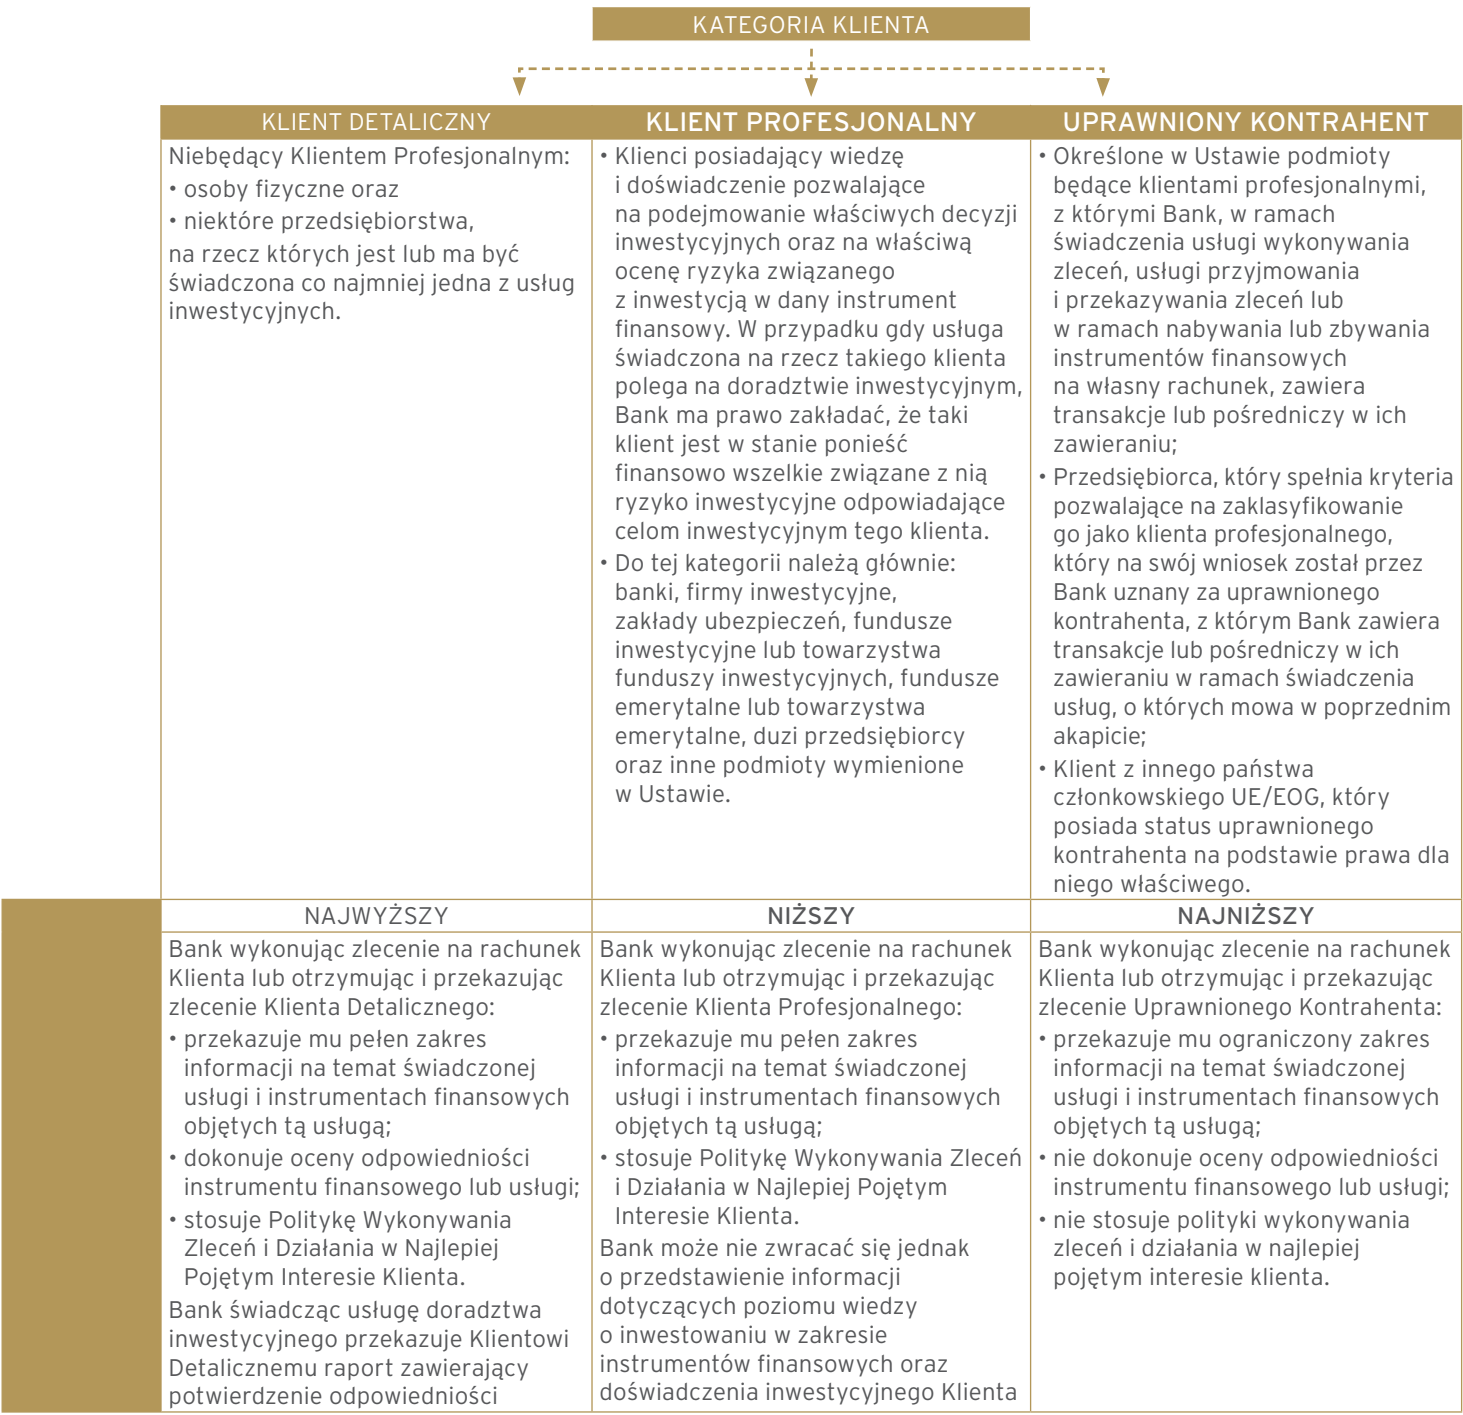 KATEGORIA KLIENTA
KLIENT DETALICZNY
Niebędący Klientem Profesjonalnym:
• osoby fizyczne oraz
• niektóre przedsiębiorstwa,
na rzecz których jest lub ma być
świadczona co najmniej jedna z usług
inwestycyjnych.
KLIENT PROFESJONALNY
• Klienci posiadający wiedzę
i doświadczenie pozwalające
na podejmowanie właściwych decyzji
inwestycyjnych oraz na właściwą
ocenę ryzyka związanego
z inwestycją w dany instrument
finansowy. W przypadku gdy usługa
świadczona na rzecz takiego klienta
polega na doradztwie inwestycyjnym,
Bank ma prawo zakładać, że taki
klient jest w stanie ponieść
finansowo wszelkie związane z nią
ryzyko inwestycyjne odpowiadające
celom inwestycyjnym tego klienta.
• Do tej kategorii należą głównie:
banki, firmy inwestycyjne,
zakłady ubezpieczeń, fundusze
inwestycyjne lub towarzystwa
funduszy inwestycyjnych, fundusze
emerytalne lub towarzystwa
emerytalne, duzi przedsiębiorcy
oraz inne podmioty wymienione
w Ustawie.
UPRAWNIONY KONTRAHENT
• Określone w Ustawie podmioty
będące klientami profesjonalnymi,
z którymi Bank, w ramach
świadczenia usługi wykonywania
zleceń, usługi przyjmowania
i przekazywania zleceń lub
w ramach nabywania lub zbywania
instrumentów finansowych
na własny rachunek, zawiera
transakcje lub pośredniczy w ich
zawieraniu;
• Przedsiębiorca, który spełnia kryteria
pozwalające na zaklasyfikowanie
go jako klienta profesjonalnego,
który na swój wniosek został przez
Bank uznany za uprawnionego
kontrahenta, z którym Bank zawiera
transakcje lub pośredniczy w ich
zawieraniu w ramach świadczenia
usług, o których mowa w poprzednim
akapicie;
• Klient z innego państwa
członkowskiego UE/EOG, który
posiada status uprawnionego
kontrahenta na podstawie prawa dla
niego właściwego.
NAJWYŻSZY
Bank wykonując zlecenie na rachunek
Klienta lub otrzymując i przekazując
zlecenie Klienta Detalicznego:
• przekazuje mu pełen zakres
informacji na temat świadczonej
usługi i instrumentach finansowych
objętych tą usługą;
• dokonuje oceny odpowiedniości
instrumentu finansowego lub usługi;
• stosuje Politykę Wykonywania
Zleceń i Działania w Najlepiej
Pojętym Interesie Klienta.
Bank świadcząc usługę doradztwa
inwestycyjnego przekazuje Klientowi
Detalicznemu raport zawierający
potwierdzenie odpowiedniości
NIŻSZY
Bank wykonując zlecenie na rachunek
Klienta lub otrzymując i przekazując
zlecenie Klienta Profesjonalnego:
• przekazuje mu pełen zakres
informacji na temat świadczonej
usługi i instrumentach finansowych
objętych tą usługą;
• stosuje Politykę Wykonywania Zleceń
i Działania w Najlepiej Pojętym
Interesie Klienta.
Bank może nie zwracać się jednak
o przedstawienie informacji
dotyczących poziomu wiedzy
o inwestowaniu w zakresie
instrumentów finansowych oraz
doświadczenia inwestycyjnego Klienta
NAJNIŻSZY
Bank wykonując zlecenie na rachunek
Klienta lub otrzymując i przekazując
zlecenie Uprawnionego Kontrahenta:
• przekazuje mu ograniczony zakres
informacji na temat świadczonej
usługi i instrumentach finansowych
objętych tą usługą;
• nie dokonuje oceny odpowiedniości
instrumentu finansowego lub usługi;
• nie stosuje polityki wykonywania
zleceń i działania w najlepiej
pojętym interesie klienta.